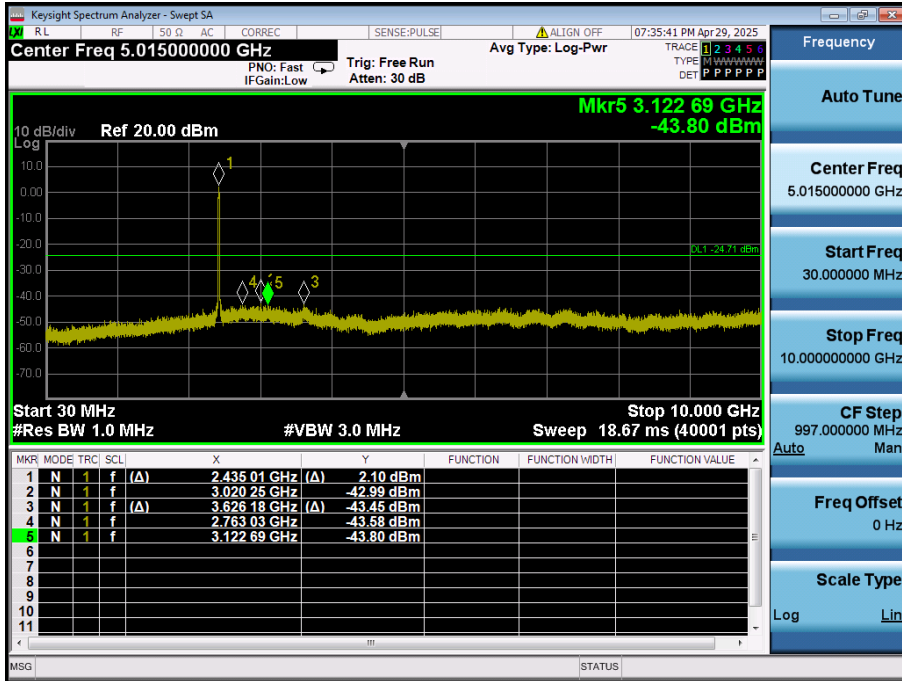 Keysight Spectrum Analyzer - Swept SA
LXI RL RF 50 Ω AC CORREC SENSE:PULSE ALIGN OFF 07:35:41 PM Apr 29, 2025
Center Freq 5.015000000 GHz
PNO: Fast
IFGain:Low
Trig: Free Run
Atten: 30 dB
Avg Type: Log-Pwr
TRACE 1 2 3 4 5 6
TYPE M WWWWW
DET P P P P P P
Mkr5 3.122 69 GHz
-43.80 dBm
10 dB/div Ref 20.00 dBm
Log
10.0
0.00
-10.0
-20.0
-30.0
-40.0
-50.0
-60.0
-70.0
1
DL1 -24.71 dBm
4 5 3
Start 30 MHz Stop 10.000 GHz
#Res BW 1.0 MHz #VBW 3.0 MHz Sweep 18.67 ms (40001 pts)
MKR MODE TRC SCL X Y FUNCTION FUNCTION WIDTH FUNCTION VALUE
1 N 1 f (Δ) 2.435 01 GHz (Δ) 2.10 dBm
2 N 1 f 3.020 25 GHz -42.99 dBm
3 N 1 f (Δ) 3.626 18 GHz (Δ) -43.45 dBm
4 N 1 f 2.763 03 GHz -43.58 dBm
5 N 1 f 3.122 69 GHz -43.80 dBm
6
7
8
9
10
11
MSG STATUS
Frequency
Auto Tune
Center Freq
5.015000000 GHz
Start Freq
30.000000 MHz
Stop Freq
10.000000000 GHz
CF Step
997.000000 MHz
Auto Man
Freq Offset
0 Hz
Scale Type
Log Lin